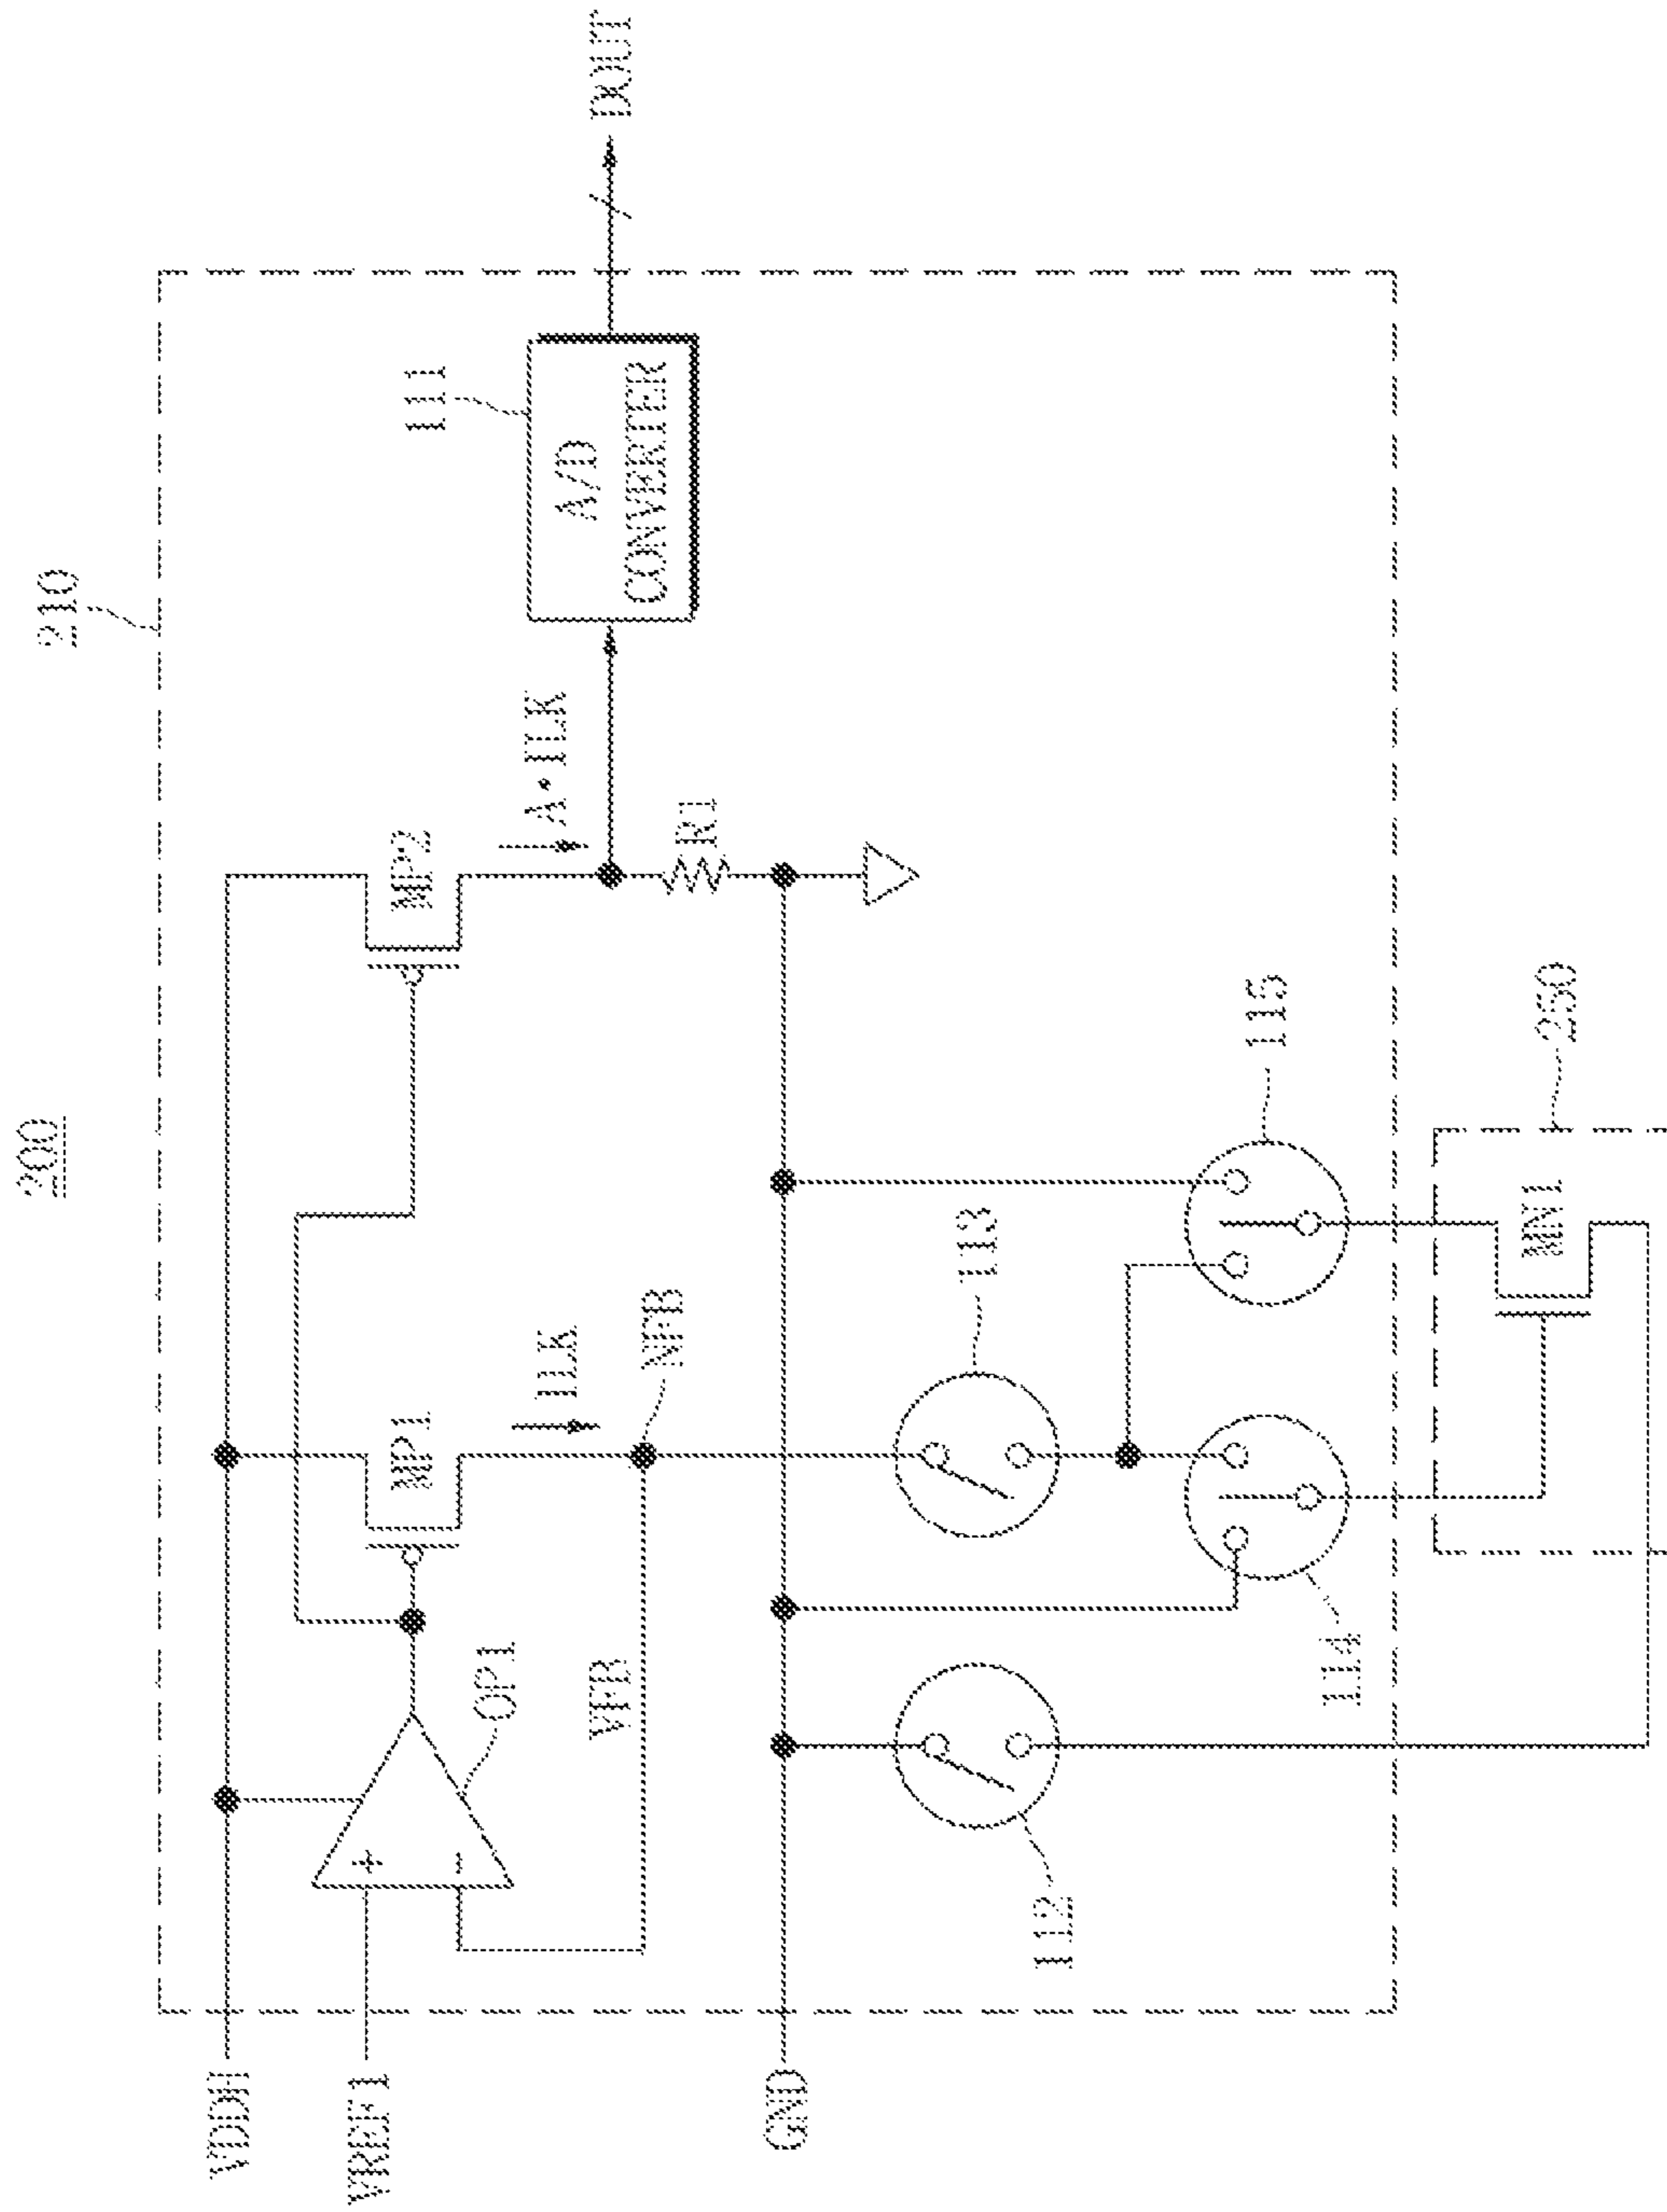 200
210
VDDH
VREF1
OP1
MP1
MP2
A•ILK
ILK
VFB
NFB
R1
111
A/D
CONVERTER
DOUT
GND
112
113
114
115
MN1
250
+
−